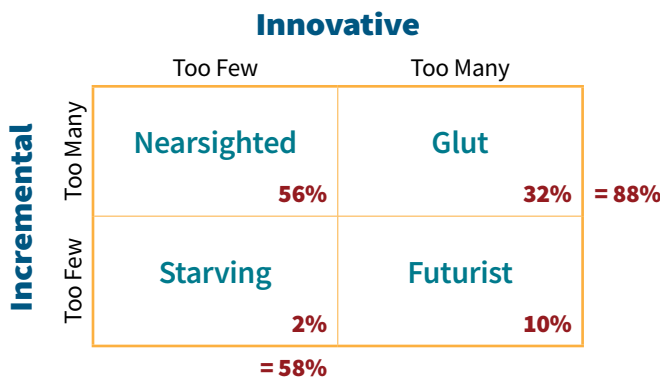 Innovative
Too Few
Too Many
Incremental
Too Many
Nearsighted
Glut
56%
32%
= 88%
Too Few
Starving
Futurist
2%
10%
= 58%